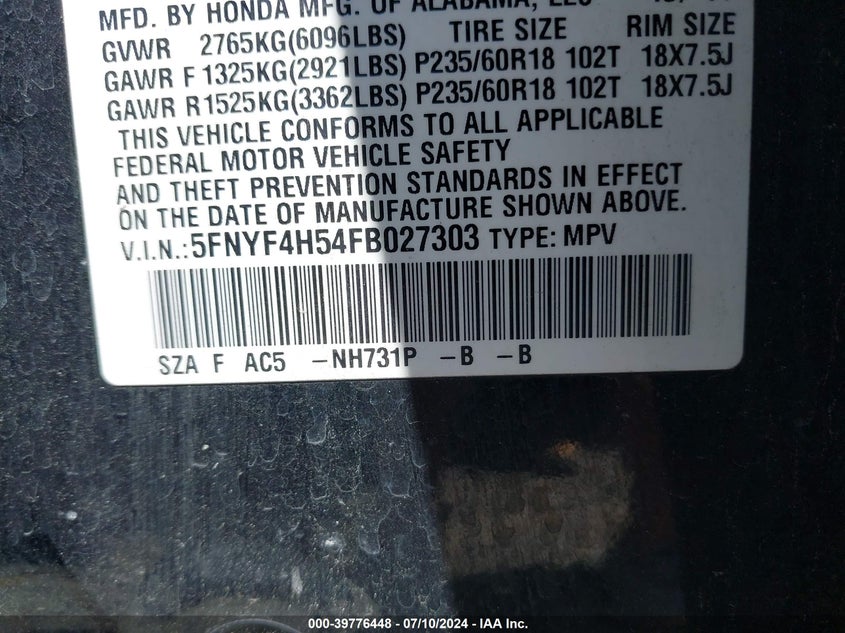 MFD. BY HONDA MFG. OF ALABAMA, LLC
GVWR 2765KG(6096LBS) TIRE SIZE RIM SIZE
GAWR F 1325KG(2921LBS) P235/60R18 102T 18X7.5J
GAWR R 1525KG(3362LBS) P235/60R18 102T 18X7.5J
THIS VEHICLE CONFORMS TO ALL APPLICABLE
FEDERAL MOTOR VEHICLE SAFETY
AND THEFT PREVENTION STANDARDS IN EFFECT
ON THE DATE OF MANUFACTURE SHOWN ABOVE.
V.I.N.: 5FNYF4H54FB027303 TYPE: MPV
SZA F AC5 –NH731P –B –B
000-39776448 - 07/10/2024 - IAA Inc.